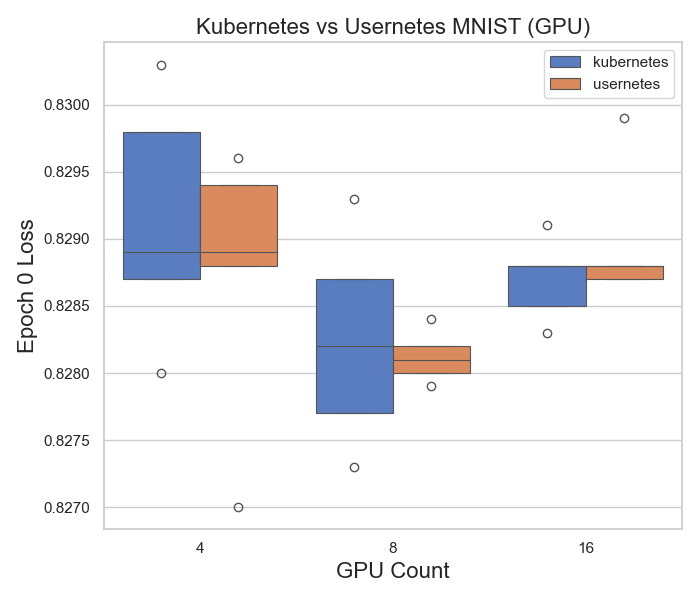 Kubernetes vs Usernetes MNIST (GPU)
kubernetes
usernetes
0.8300
0.8295
0.8290
0.8285
0.8280
0.8275
0.8270
Epoch 0 Loss
4 8 16
GPU Count